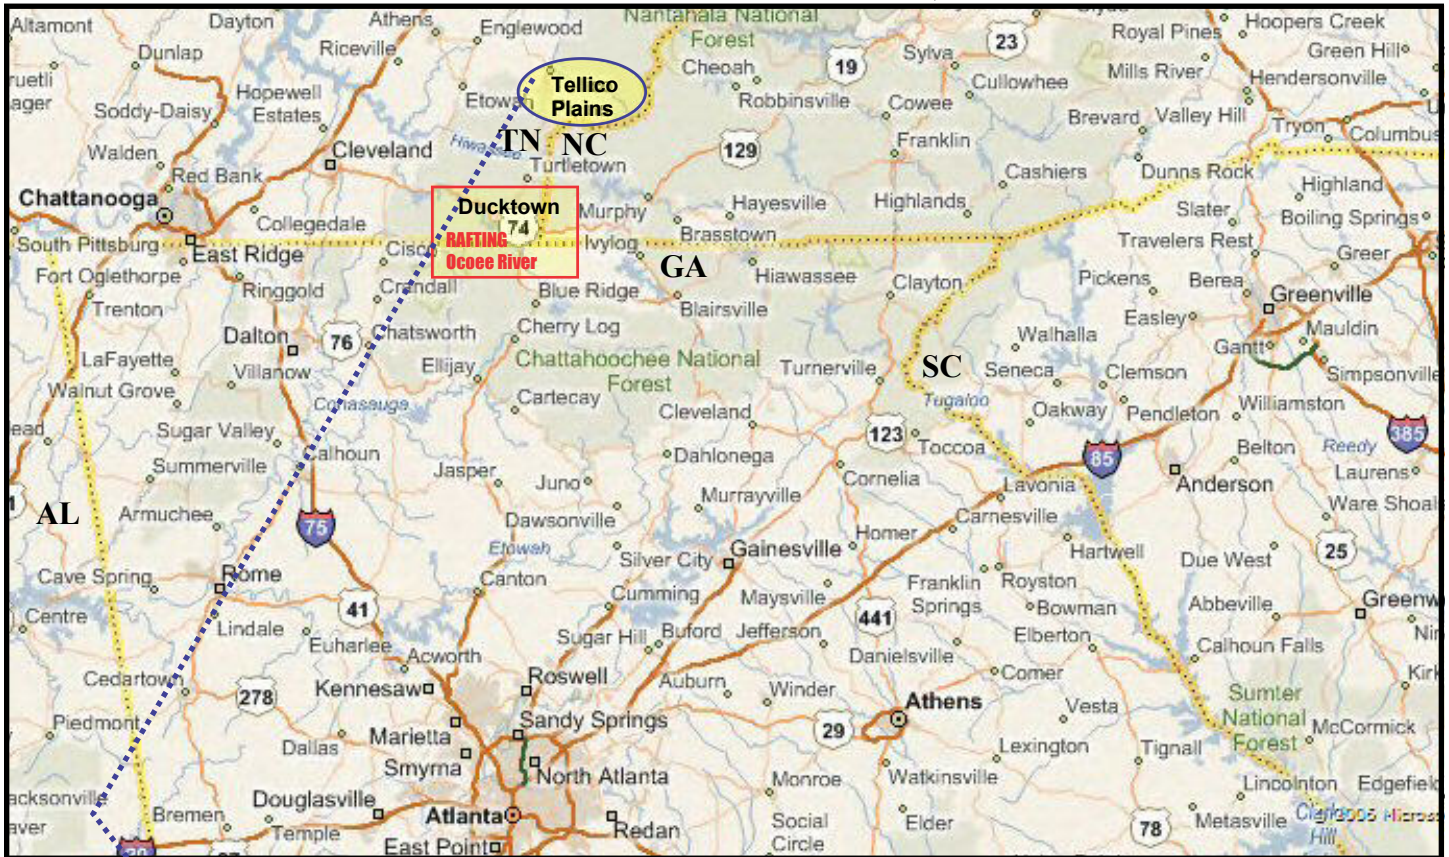 Altamont
Dayton
Athens
Englewood
Nantahala National
Forest
Hoopers Creek
Royal Pines
Green Hill
Dunlap
Riceville
Sylva
23
19
Cheoah
Mills River
Hendersonville
Tellico
Plains
Hopewell
Estates
Etowah
Robbinsville
Cullowhee
Cowee
Soddy-Daisy
Brevard
Valley Hill
Tryon
Columbus
TN
NC
Hiwassee
Franklin
129
Walden
Cleveland
Turtletown
Cashiers
Dunns Rock
Red Bank
Highland
Chattanooga
Ducktown
74
Murphy
Hayesville
Highlands
Slater
Boiling Springs
Collegedale
RAFTING
Ocoee River
Ivylog
Brasstown
Travelers Rest
Greer
South Pittsburg
East Ridge
Cisco
GA
Hiawassee
Fort Oglethorpe
Ringgold
Crandall
Blue Ridge
Blairsville
Clayton
Pickens
Berea
Greenville
Trenton
Cherry Log
Easley
Mauldin
Dalton
76
Chatsworth
Walhalla
Gantt
LaFayette
Villanow
Ellijay
Chattahoochee National
Forest
Turnerville
SC
Seneca
Clemson
Simpsonville
Walnut Grove
Conasauga
Cartecay
Cleveland
Tugaloo
Oakway
Pendleton
Williamston
Sugar Valley
Calhoun
123
Toccoa
85
Belton
Reedy
385
Summerville
Jasper
Juno
Dahlonega
Cornelia
Lavonia
Anderson
Laurens
AL
Armuchee
75
Dawsonville
Murrayville
Homer
Carnesville
Ware Shoal
Etowah
Silver City
Gainesville
Hartwell
Due West
25
Cave Spring
Rome
Canton
Cumming
Maysville
Franklin
Springs
Royston
Centre
41
Bowman
Abbeville
Greenw
Lindale
Euharlee
Sugar Hill
Buford
Jefferson
441
Elberton
Calhoun Falls
Acworth
Danielsville
Comer
Cedartown
278
Kennesaw
Roswell
Auburn
Winder
Athens
Vesta
Sumter
National
Forest
McCormick
Piedmont
Dallas
Marietta
Sandy Springs
29
Lexington
Tignall
Smyrna
North Atlanta
Monroe
Watkinsville
Lincolnton
Edgefield
acksonville
Douglasville
Bremen
Temple
Atlanta
Redan
Social
Circle
Elder
78
Metasville
East Point
20